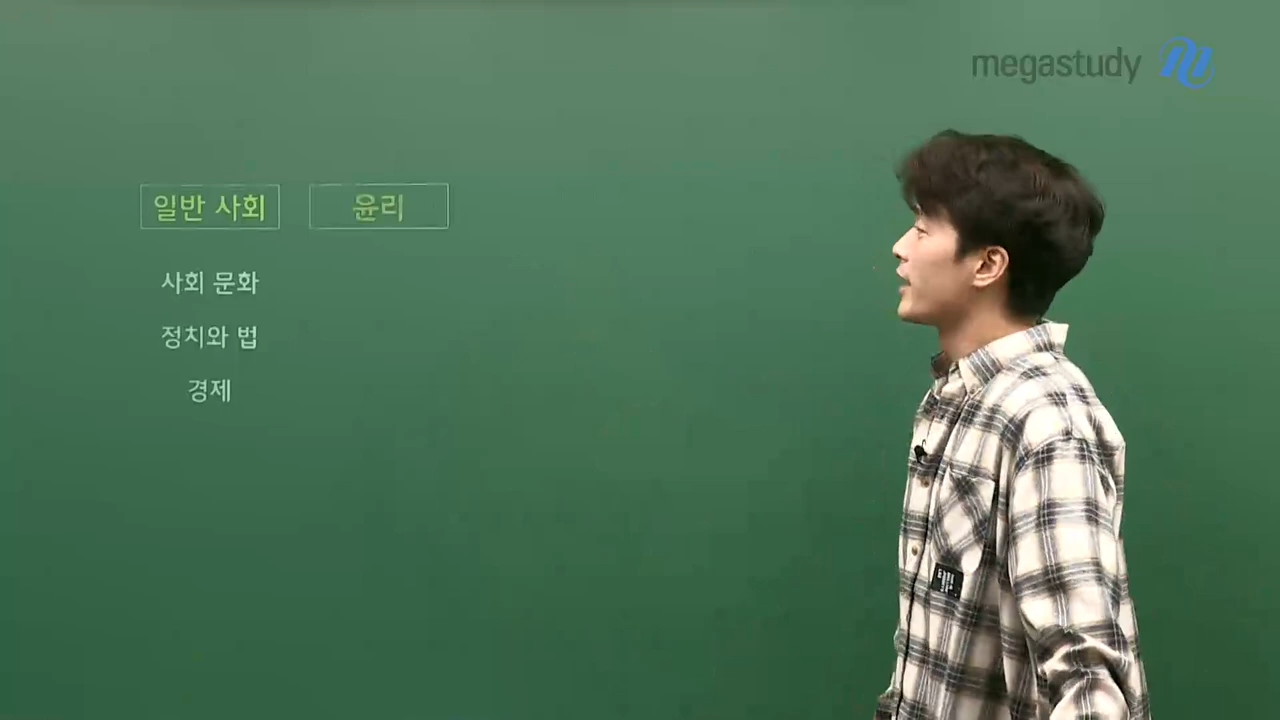 megastudy
일반 사회 윤리
사회 문화
정치와 법
경제